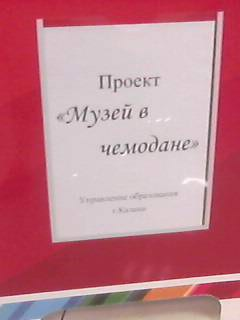 Проект
«Музей в
чемодане»
Управление образования
г.Казани